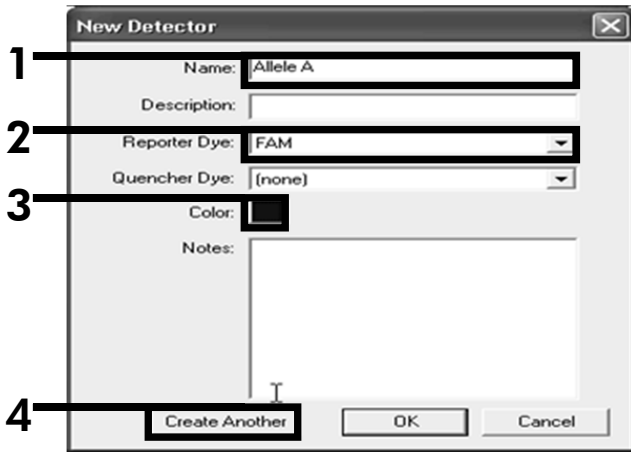 New Detector
1 Name: Allele A
Description:
2 Reporter Dye: FAM
Quencher Dye: (none)
3 Color:
Notes:
4 Create Another OK Cancel